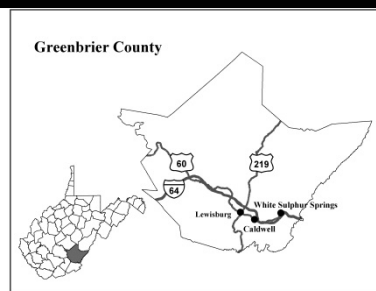 Greenbrier County
60
219
64
White Sulphur Springs
Lewisburg
Caldwell